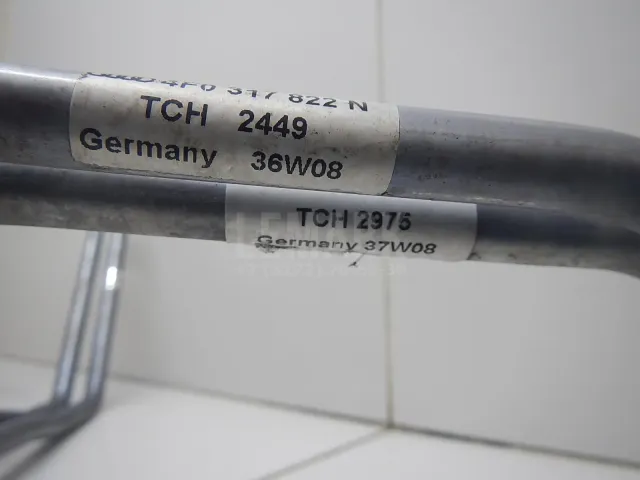 4F0 317 822 N
TCH 2449
Germany 36W08
TCH 2975
Germany 37W08